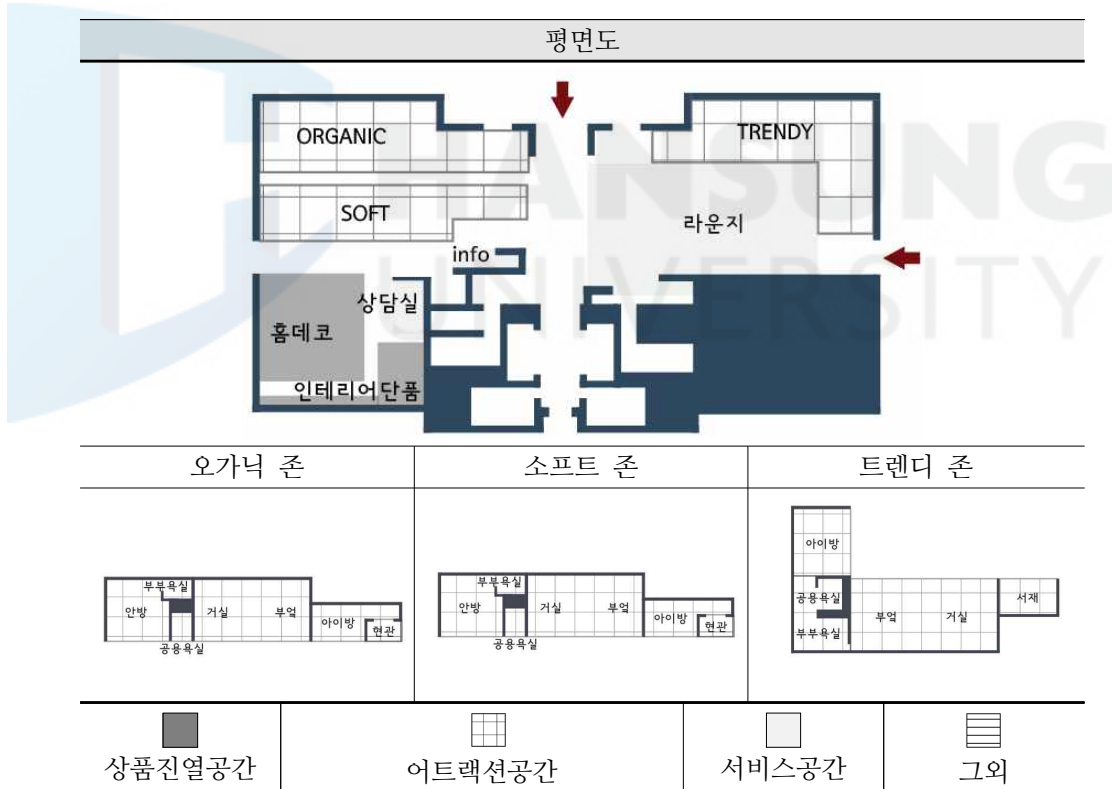 평면도
HANSUNG
UNIVERSITY
ORGANIC
TRENDY
SOFT
라운지
info
상담실
홈데코
인테리어단품
오가닉 존
소프트 존
트렌디 존
부부욕실
안방
거실
부엌
아이방
현관
공용욕실
부부욕실
안방
거실
부엌
아이방
현관
공용욕실
아이방
공용욕실
서재
부엌
거실
부부욕실
상품진열공간
어트랙션공간
서비스공간
그외